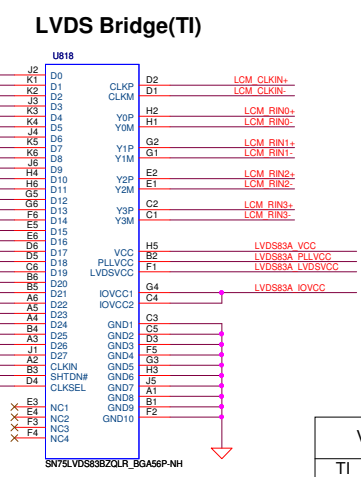 LVDS Bridge(TI)
U818
J2 D0
K1 D1 CLKP D2 LCM_CLKIN+
K2 D2 CLKM D1 LCM_CLKIN-
J3 D3
K3 D4 Y0P H2 LCM_RIN0+
K4 D5 Y0M H1 LCM_RIN0-
J4 D6
K5 D7 Y1P G2 LCM_RIN1+
K6 D8 Y1M G1 LCM_RIN1-
J6 D9
H4 D10 Y2P E2 LCM_RIN2+
H6 D11 Y2M E1 LCM_RIN2-
G5 D12
G6 D13 Y3P C2 LCM_RIN3+
F6 D14 Y3M C1 LCM_RIN3-
E5 D15
E6 D16
D6 D17 VCC H5 LVDS83A_VCC
D5 D18 PLLVCC B2 LVDS83A_PLLVCC
C6 D19 LVDSVCC F1 LVDS83A_LVDSVCC
B6 D20
B5 D21 IOVCC1 G4 LVDS83A_IOVCC
A6 D22 IOVCC2 C4
A5 D23
A4 D24 GND1 C3
B4 D25 GND2 C5
A3 D26 GND3 D3
J1 D27 GND4 F5
A2 CLKIN GND5 G3
B3 SHTDN# GND6 H3
D4 CLKSEL GND7 J5
GND8 A1
E3 NC1 GND9 B1
E4 NC2 GND10 F2
F3 NC3
F4 NC4
SN75LVDS83BZQLR_BGA56P-NH
V
TI